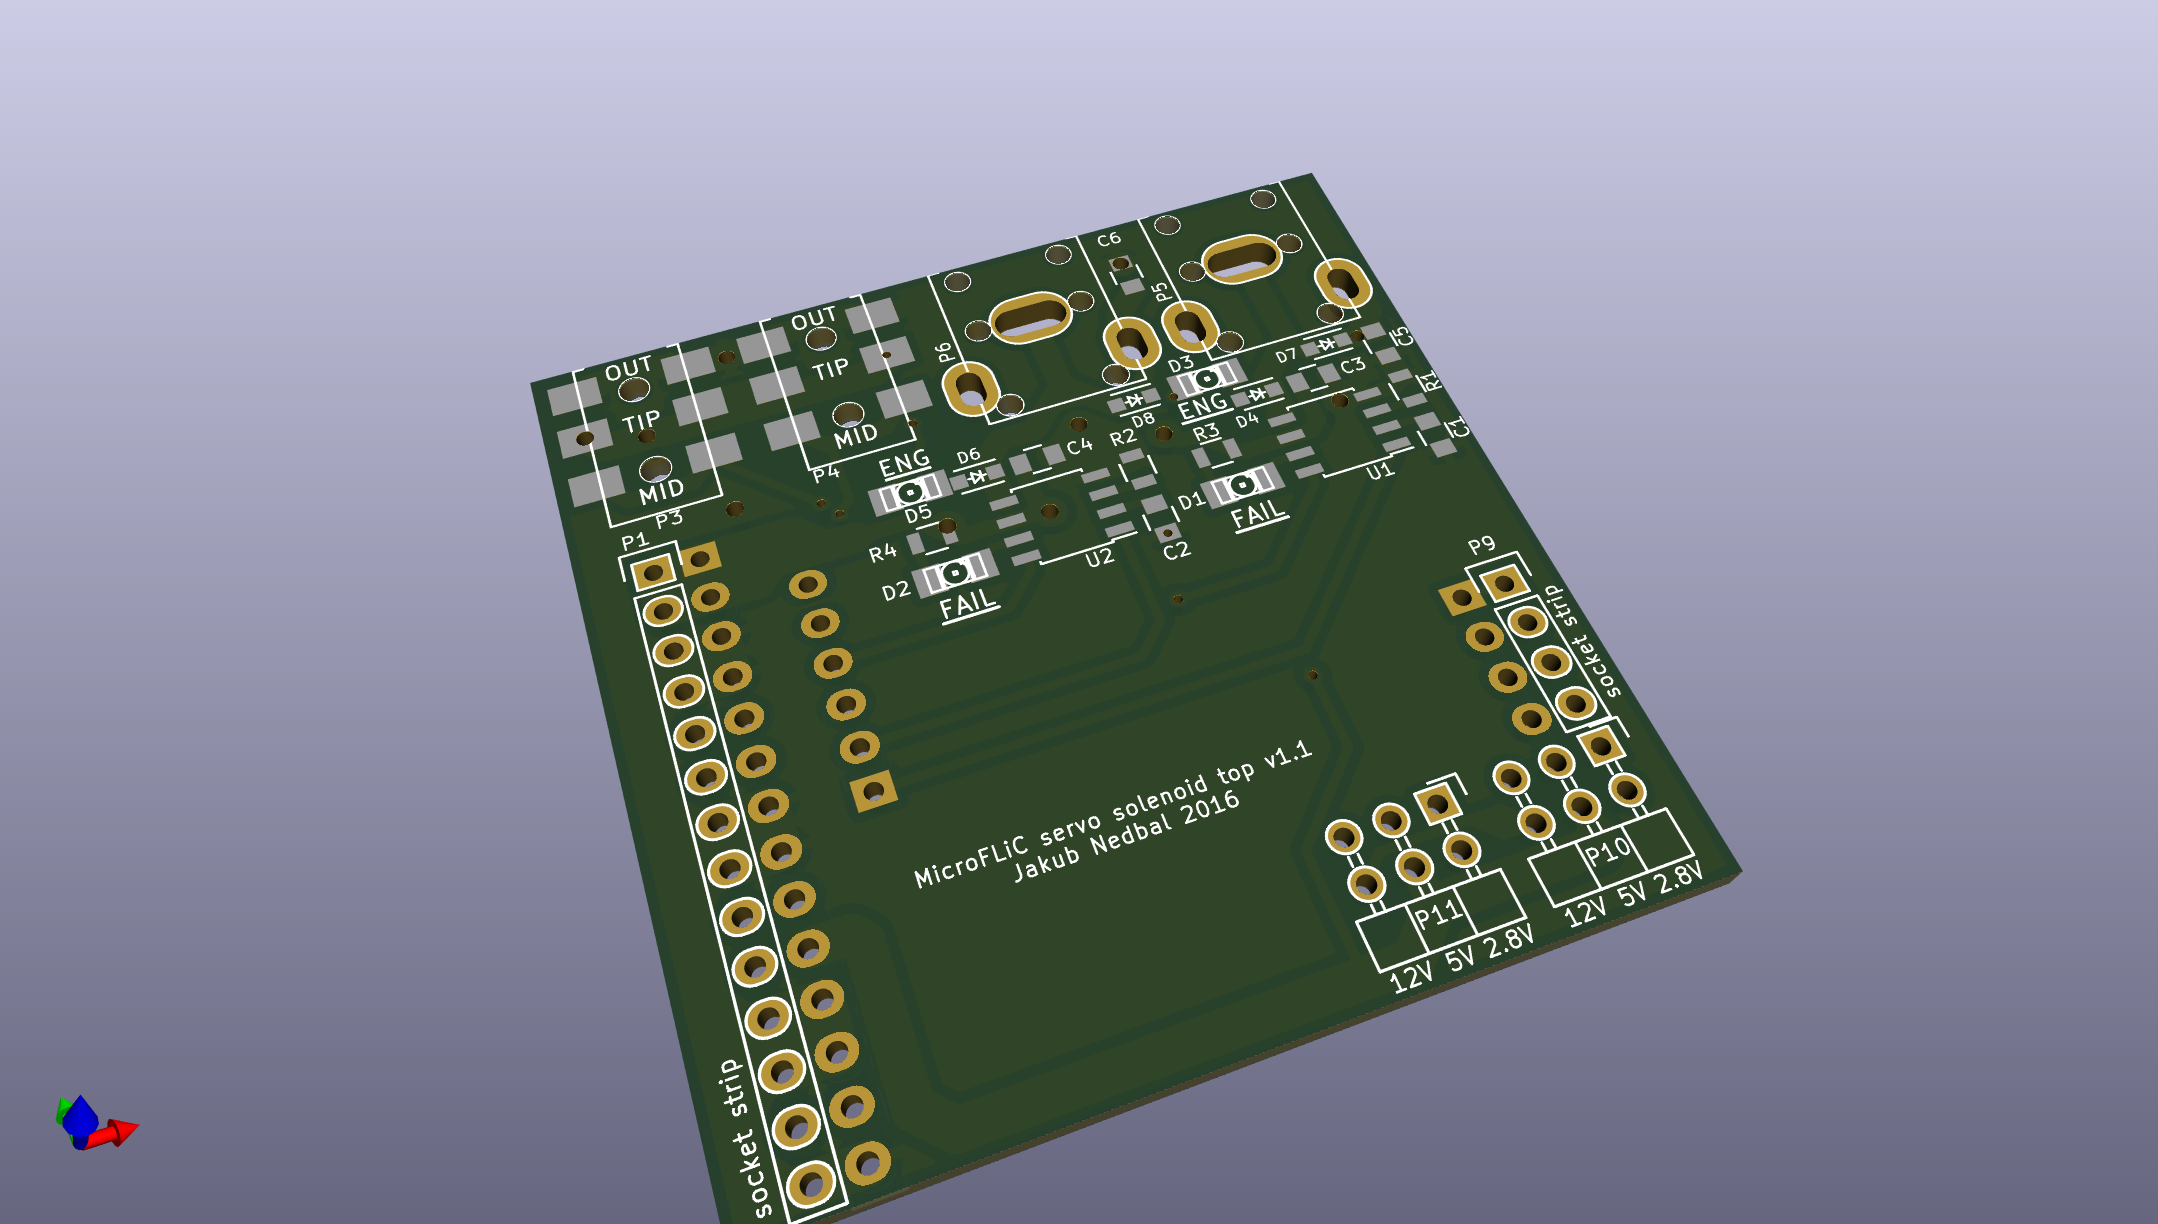 C6
P5
OUT
TIP
MID
P4
OUT
TIP
MID
P3
P6
D3
ENG
D7
C5
C3
R1
C1
D8
D4
R2
R3
U1
D1
FAIL
ENG
D6
C4
D5
R4
U2
C2
D2
FAIL
P1
socket strip
P9
socket strip
MicroFLiC servo solenoid top v1.1
Jakub Nedbal 2016
P10
12V 5V 2.8V
P11
12V 5V 2.8V